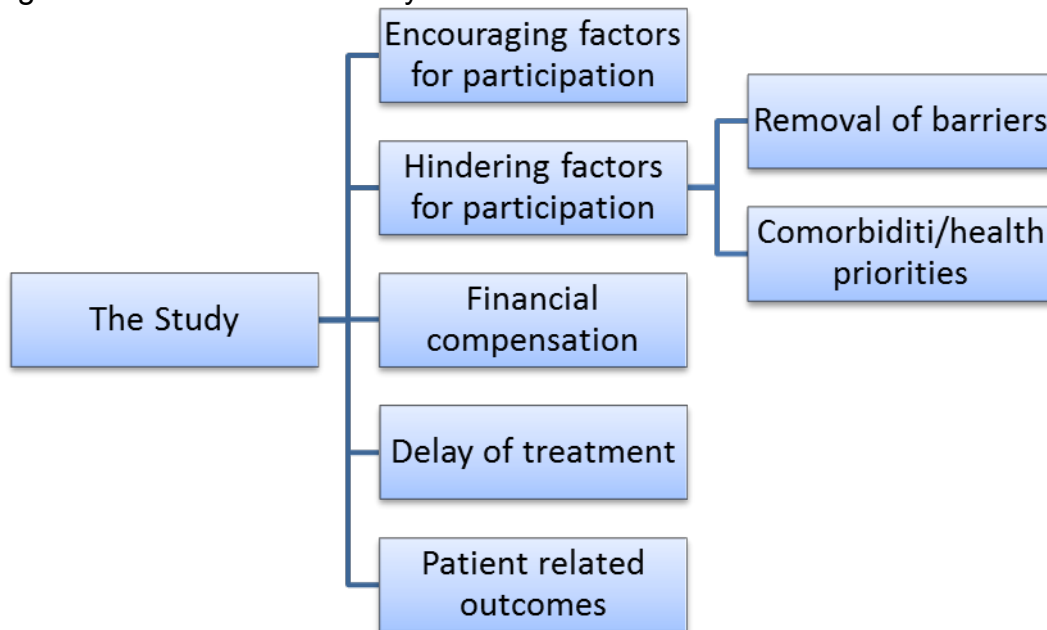 Encouraging factors
for participation
Removal of barriers
Hindering factors
for participation
Comorbiditi/health
priorities
The Study
Financial
compensation
Delay of treatment
Patient related
outcomes